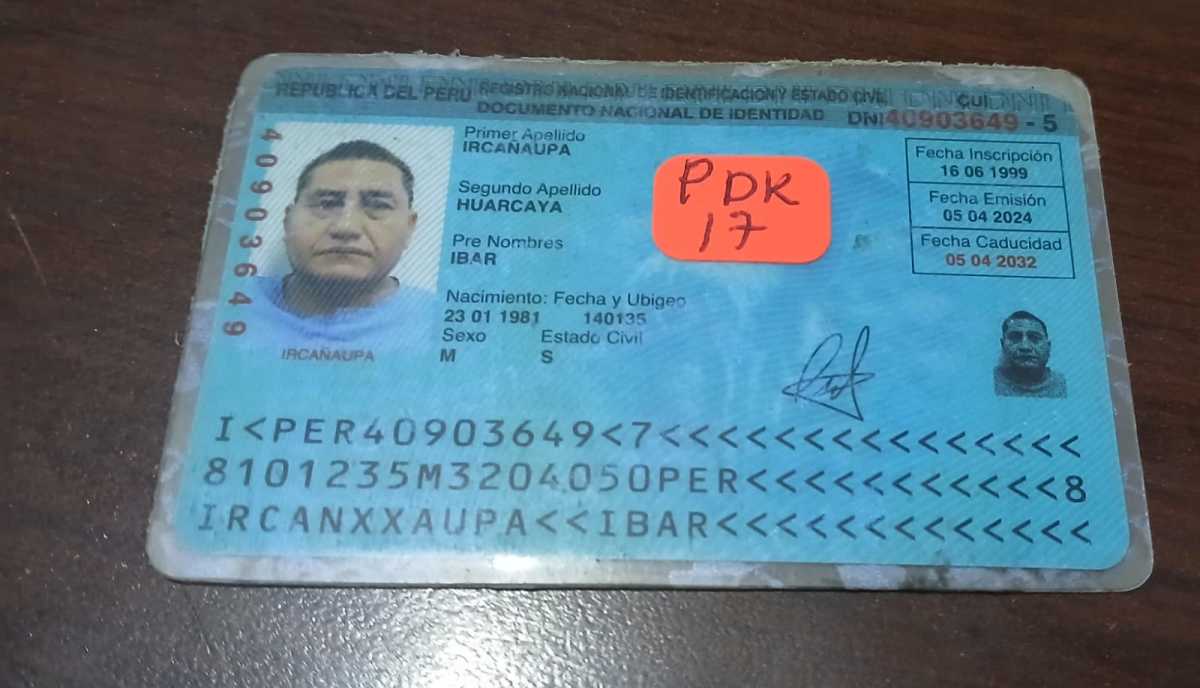 REPUBLICA DEL PERU REGISTRO NACIONAL DE IDENTIFICACION Y ESTADO CIVIL CUI
DOCUMENTO NACIONAL DE IDENTIDAD DNI 40903649 - 5
40903649
Primer Apellido
IRCAÑAUPA
Segundo Apellido
HUARCAYA
Pre Nombres
IBAR
Nacimiento: Fecha y Ubigeo
23 01 1981 140135
Sexo Estado Civil
M S
IRCAÑAUPA
PDK
17
Fecha Inscripción
16 06 1999
Fecha Emisión
05 04 2024
Fecha Caducidad
05 04 2032
I<PER40903649<7<<<<<<<<<<<<<<<
8101235M3204050PER<<<<<<<<<<<8
IRCANXXAUPA<<IBAR<<<<<<<<<<<<<